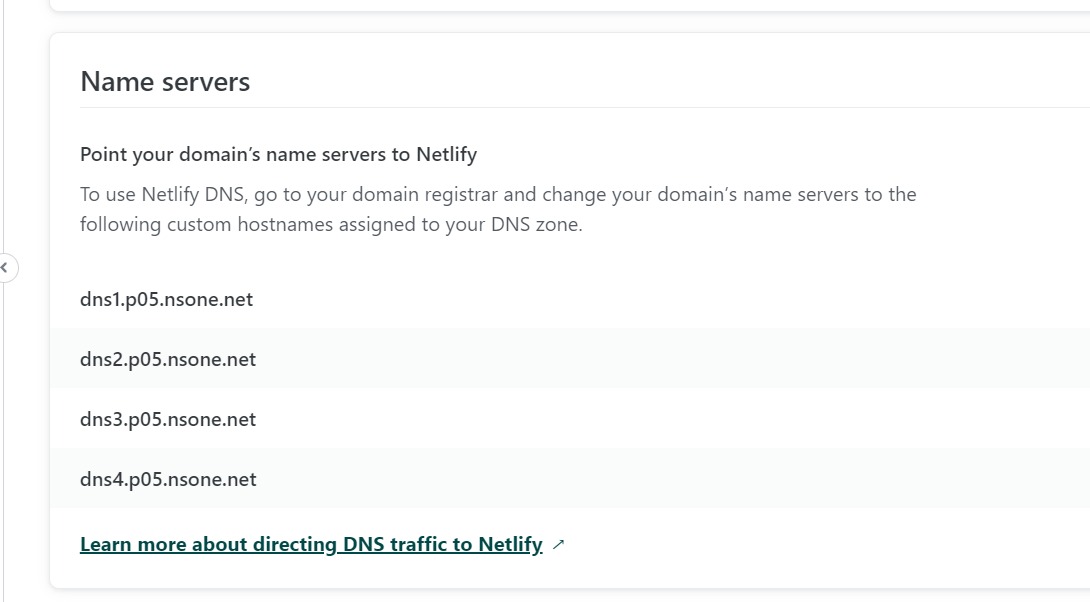 Name servers
Point your domain’s name servers to Netlify
To use Netlify DNS, go to your domain registrar and change your domain’s name servers to the
following custom hostnames assigned to your DNS zone.
dns1.p05.nsone.net
dns2.p05.nsone.net
dns3.p05.nsone.net
dns4.p05.nsone.net
Learn more about directing DNS traffic to Netlify ↗